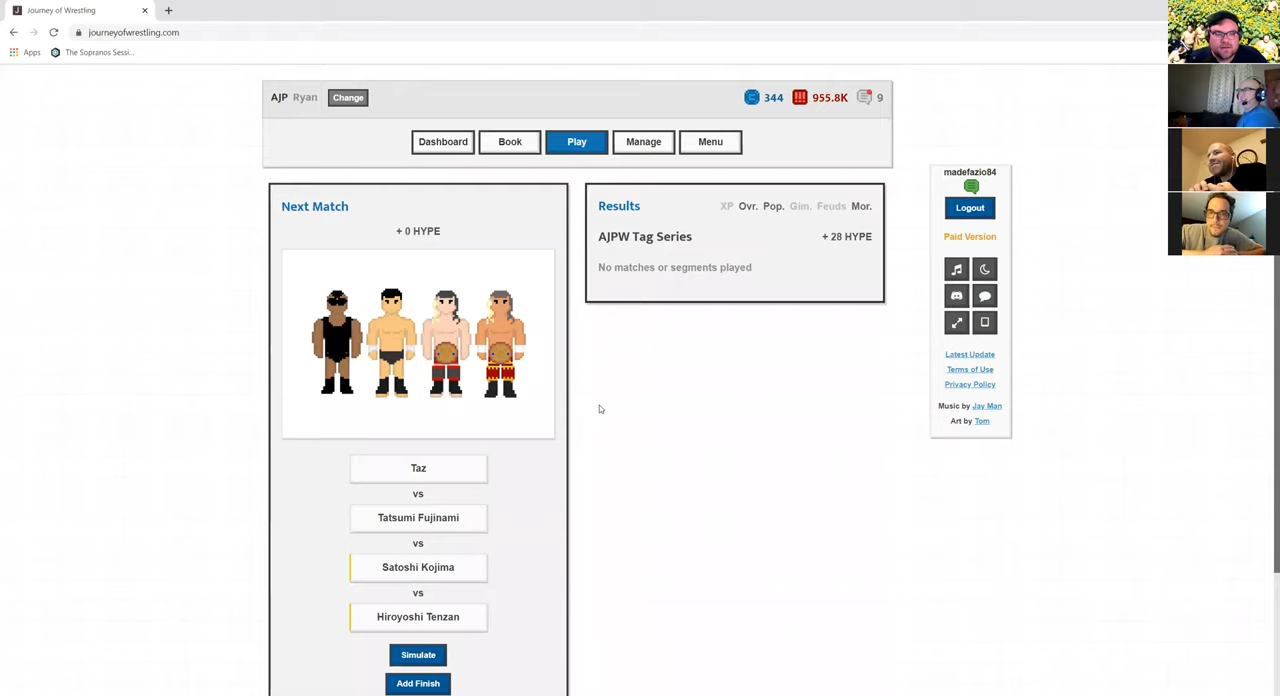 Journey of Wrestling
journeyofwrestling.com
Apps
The Sopranos Sessi...
AJP Ryan Change
344 955.8K 9
Dashboard Book Play Manage Menu
Next Match
+ 0 HYPE
Taz
vs
Tatsumi Fujinami
vs
Satoshi Kojima
vs
Hiroyoshi Tenzan
Simulate
Add Finish
Results XP Ovr. Pop. Gim. Feuds Mor.
AJPW Tag Series + 28 HYPE
No matches or segments played
madefazio84
Logout
Paid Version
Latest Update
Terms of Use
Privacy Policy
Music by Jay Man
Art by Tom